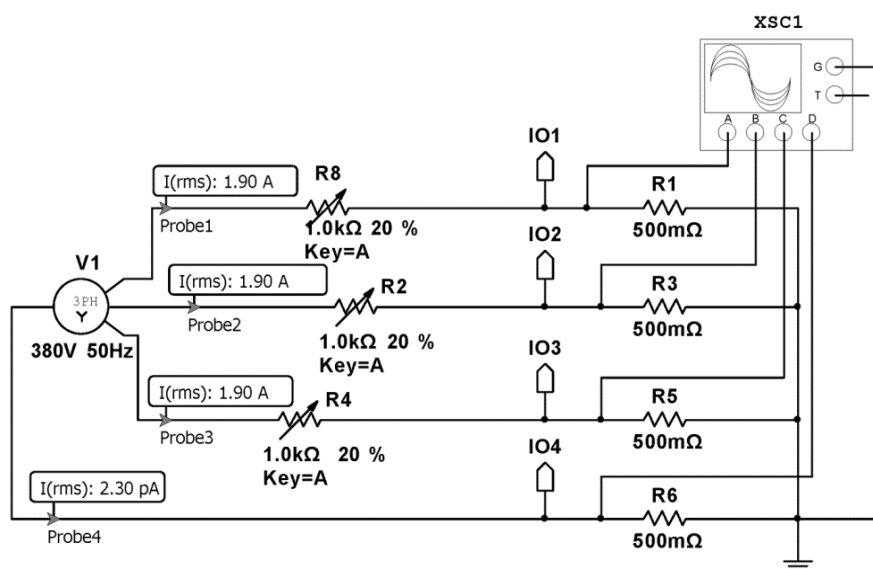 XSC1
G
T
A B C D
IO1
I(rms): 1.90 A
R8
R1
Probe1
1.0kΩ 20 %
Key=A
500mΩ
IO2
V1
I(rms): 1.90 A
R2
R3
3PH
Y
Probe2
380V 50Hz
1.0kΩ 20 %
Key=A
500mΩ
IO3
I(rms): 1.90 A
R4
R5
Probe3
1.0kΩ 20 %
Key=A
500mΩ
IO4
I(rms): 2.30 pA
R6
Probe4
500mΩ